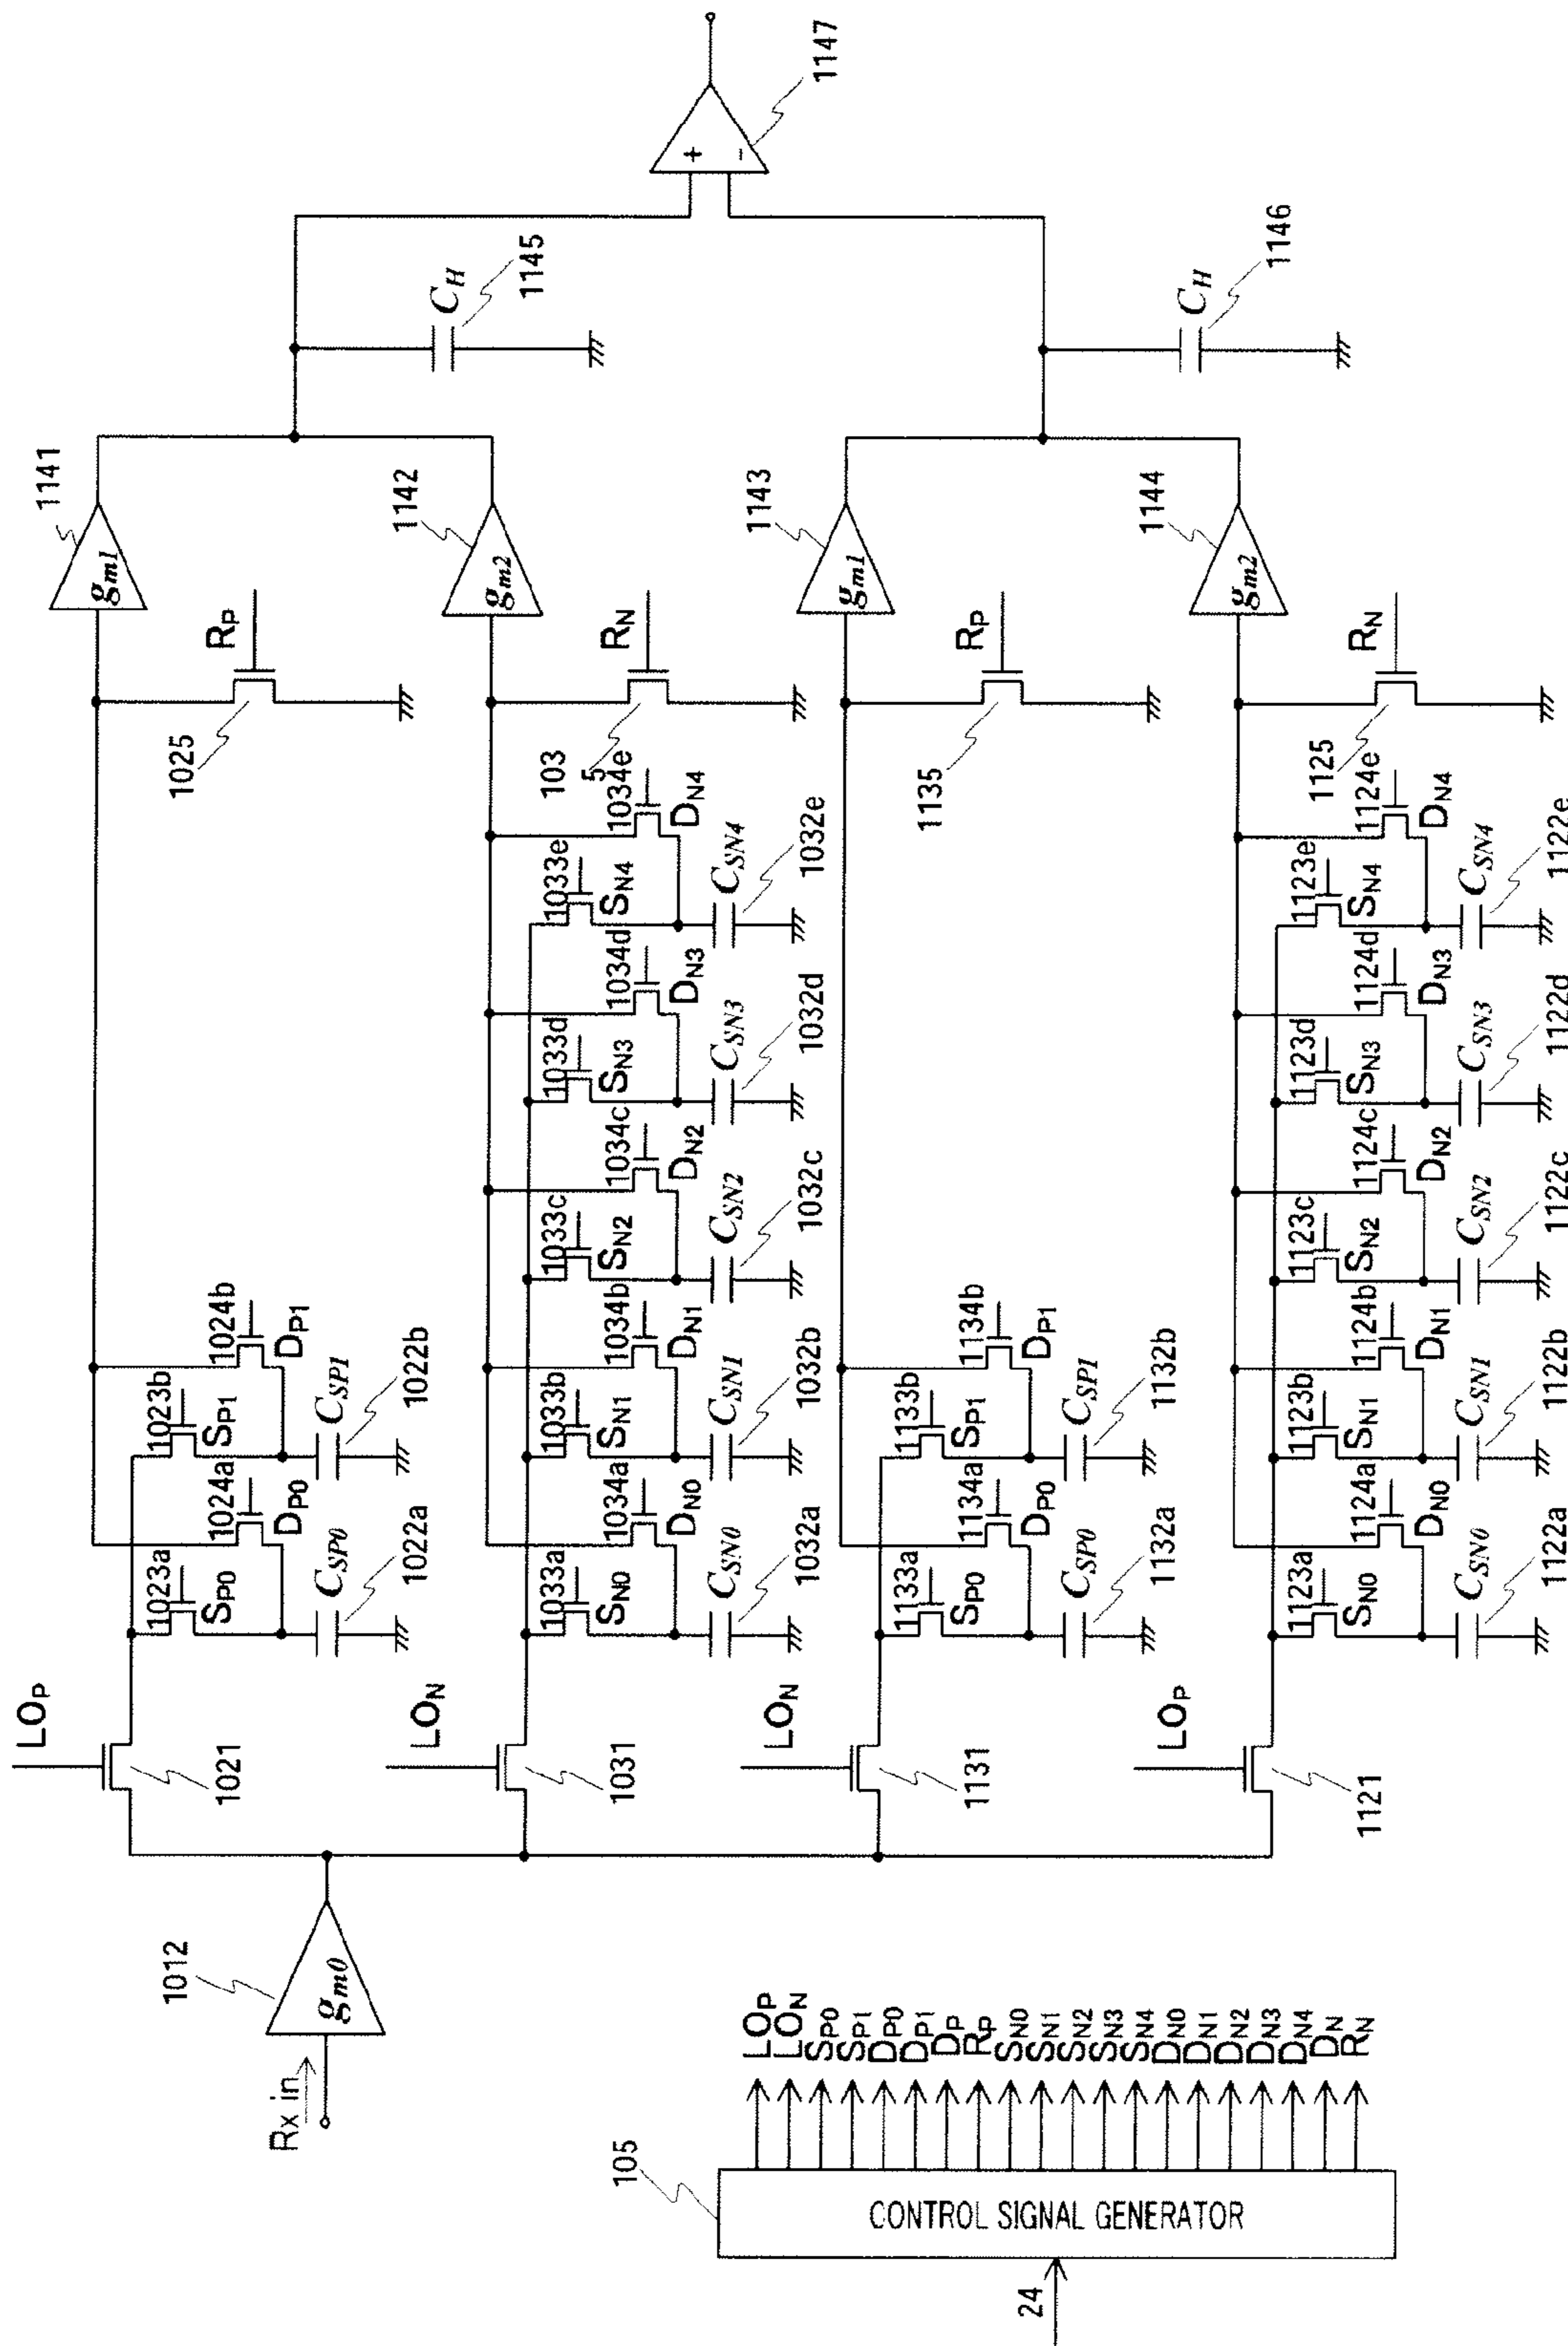 Rx in
1012
gm0
LOP
1021
1023a
SP0
1024a
DP0
CSP0
1022a
1023b
SP1
1024b
DP1
CSP1
1022b
1025
RP
gm1
1141
LON
1031
1033a
SN0
1034a
DN0
CSN0
1032a
1033b
SN1
1034b
DN1
CSN1
1032b
1033c
SN2
1034c
DN2
CSN2
1032c
1033d
SN3
1034d
DN3
CSN3
1032d
1033e
SN4
1034e
DN4
CSN4
1032e
103
5
RN
gm2
1142
CH
1145
LON
1131
1133a
SP0
1134a
DP0
CSP0
1132a
1133b
SP1
1134b
DP1
CSP1
1132b
1135
RP
gm1
1143
LOP
1121
1123a
SN0
1124a
DN0
CSN0
1122a
1123b
SN1
1124b
DN1
CSN1
1122b
1123c
SN2
1124c
DN2
CSN2
1122c
1123d
SN3
1124d
DN3
CSN3
1122d
1123e
SN4
1124e
DN4
CSN4
1122e
1125
RN
gm2
1144
CH
1146
+
-
1147
24
105
CONTROL SIGNAL GENERATOR
LOP
LON
SP0
SP1
DP0
DP1
DP
RP
SN0
SN1
SN2
SN3
SN4
DN0
DN1
DN2
DN3
DN4
DN
RN